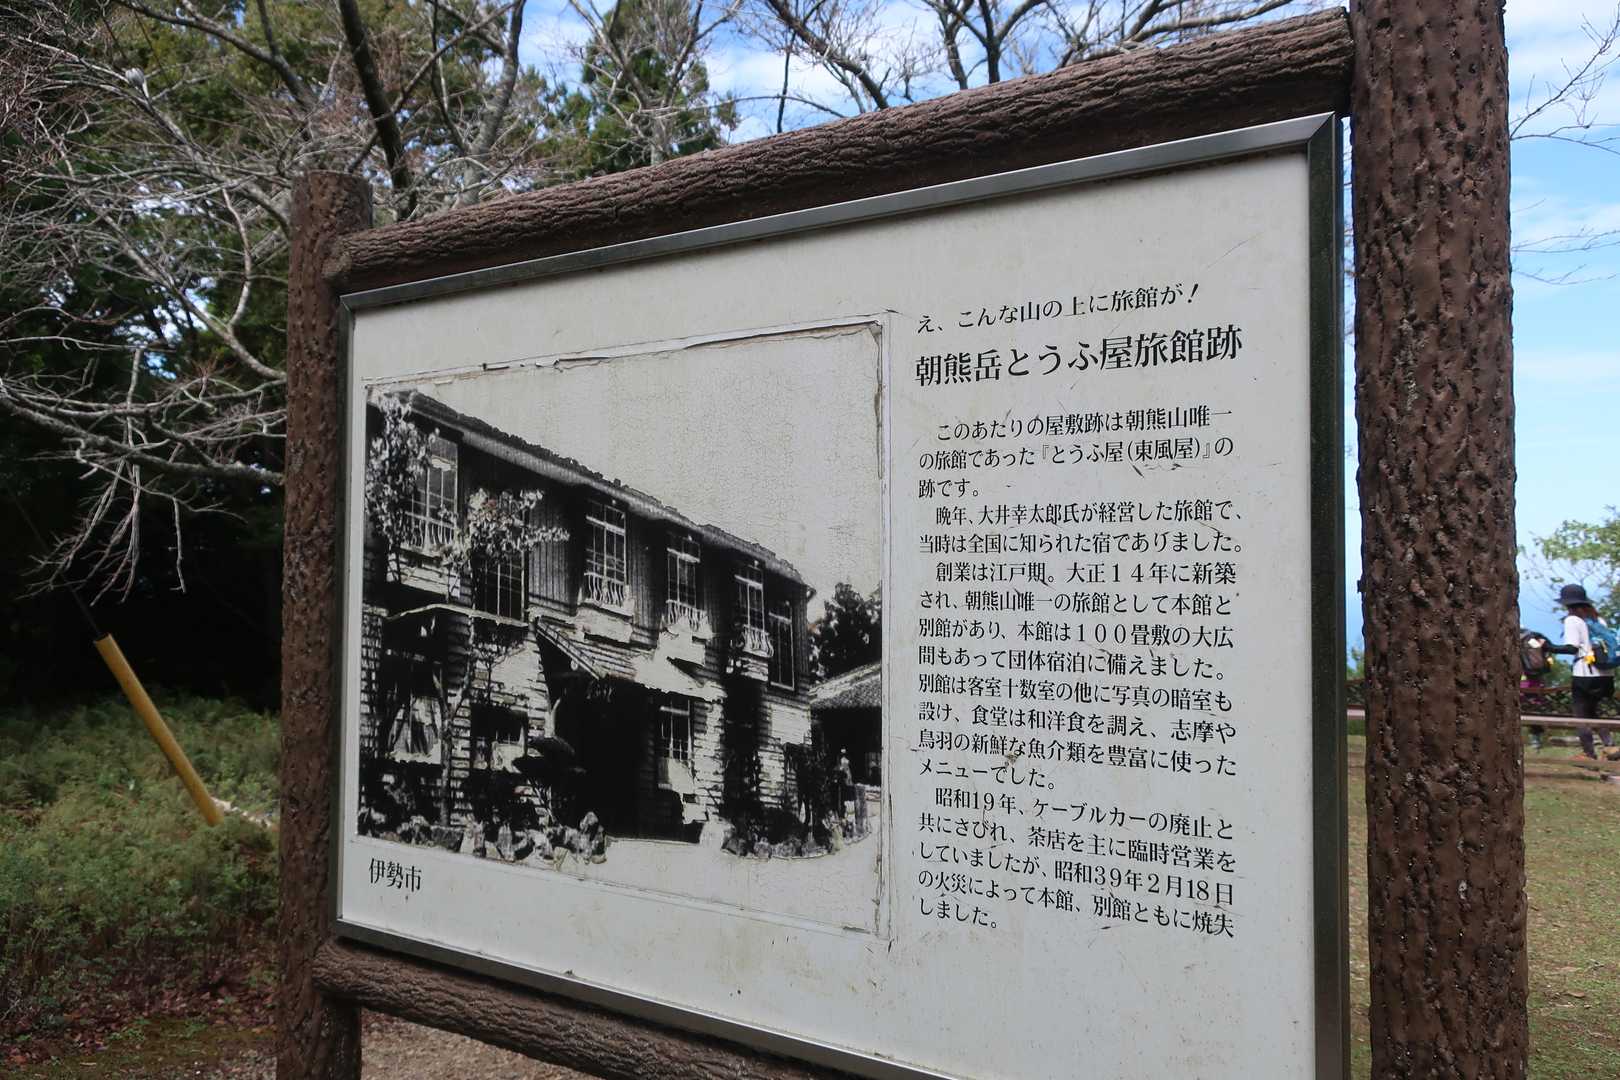 え、こんな山の上に旅館が!
朝熊岳とうふ屋旅館跡
このあたりの屋敷跡は朝熊山唯一
の旅館であった『とうふ屋(東風屋)』の
跡です。
晩年、大井幸太郎氏が経営した旅館で、
当時は全国に知られた宿でありました。
創業は江戸期。大正14年に新築
され、朝熊山唯一の旅館として本館と
別館があり、本館は100畳敷の大広
間もあって団体宿泊に備えました。
別館は客室十数室の他に写真の暗室も
設け、食堂は和洋食を調え、志摩や
鳥羽の新鮮な魚介類を豊富に使った
メニューでした。
昭和19年、ケーブルカーの廃止と
共にさびれ、茶店を主に臨時営業を
していましたが、昭和39年2月18日
の火災によって本館、別館ともに焼失
しました。
伊勢市